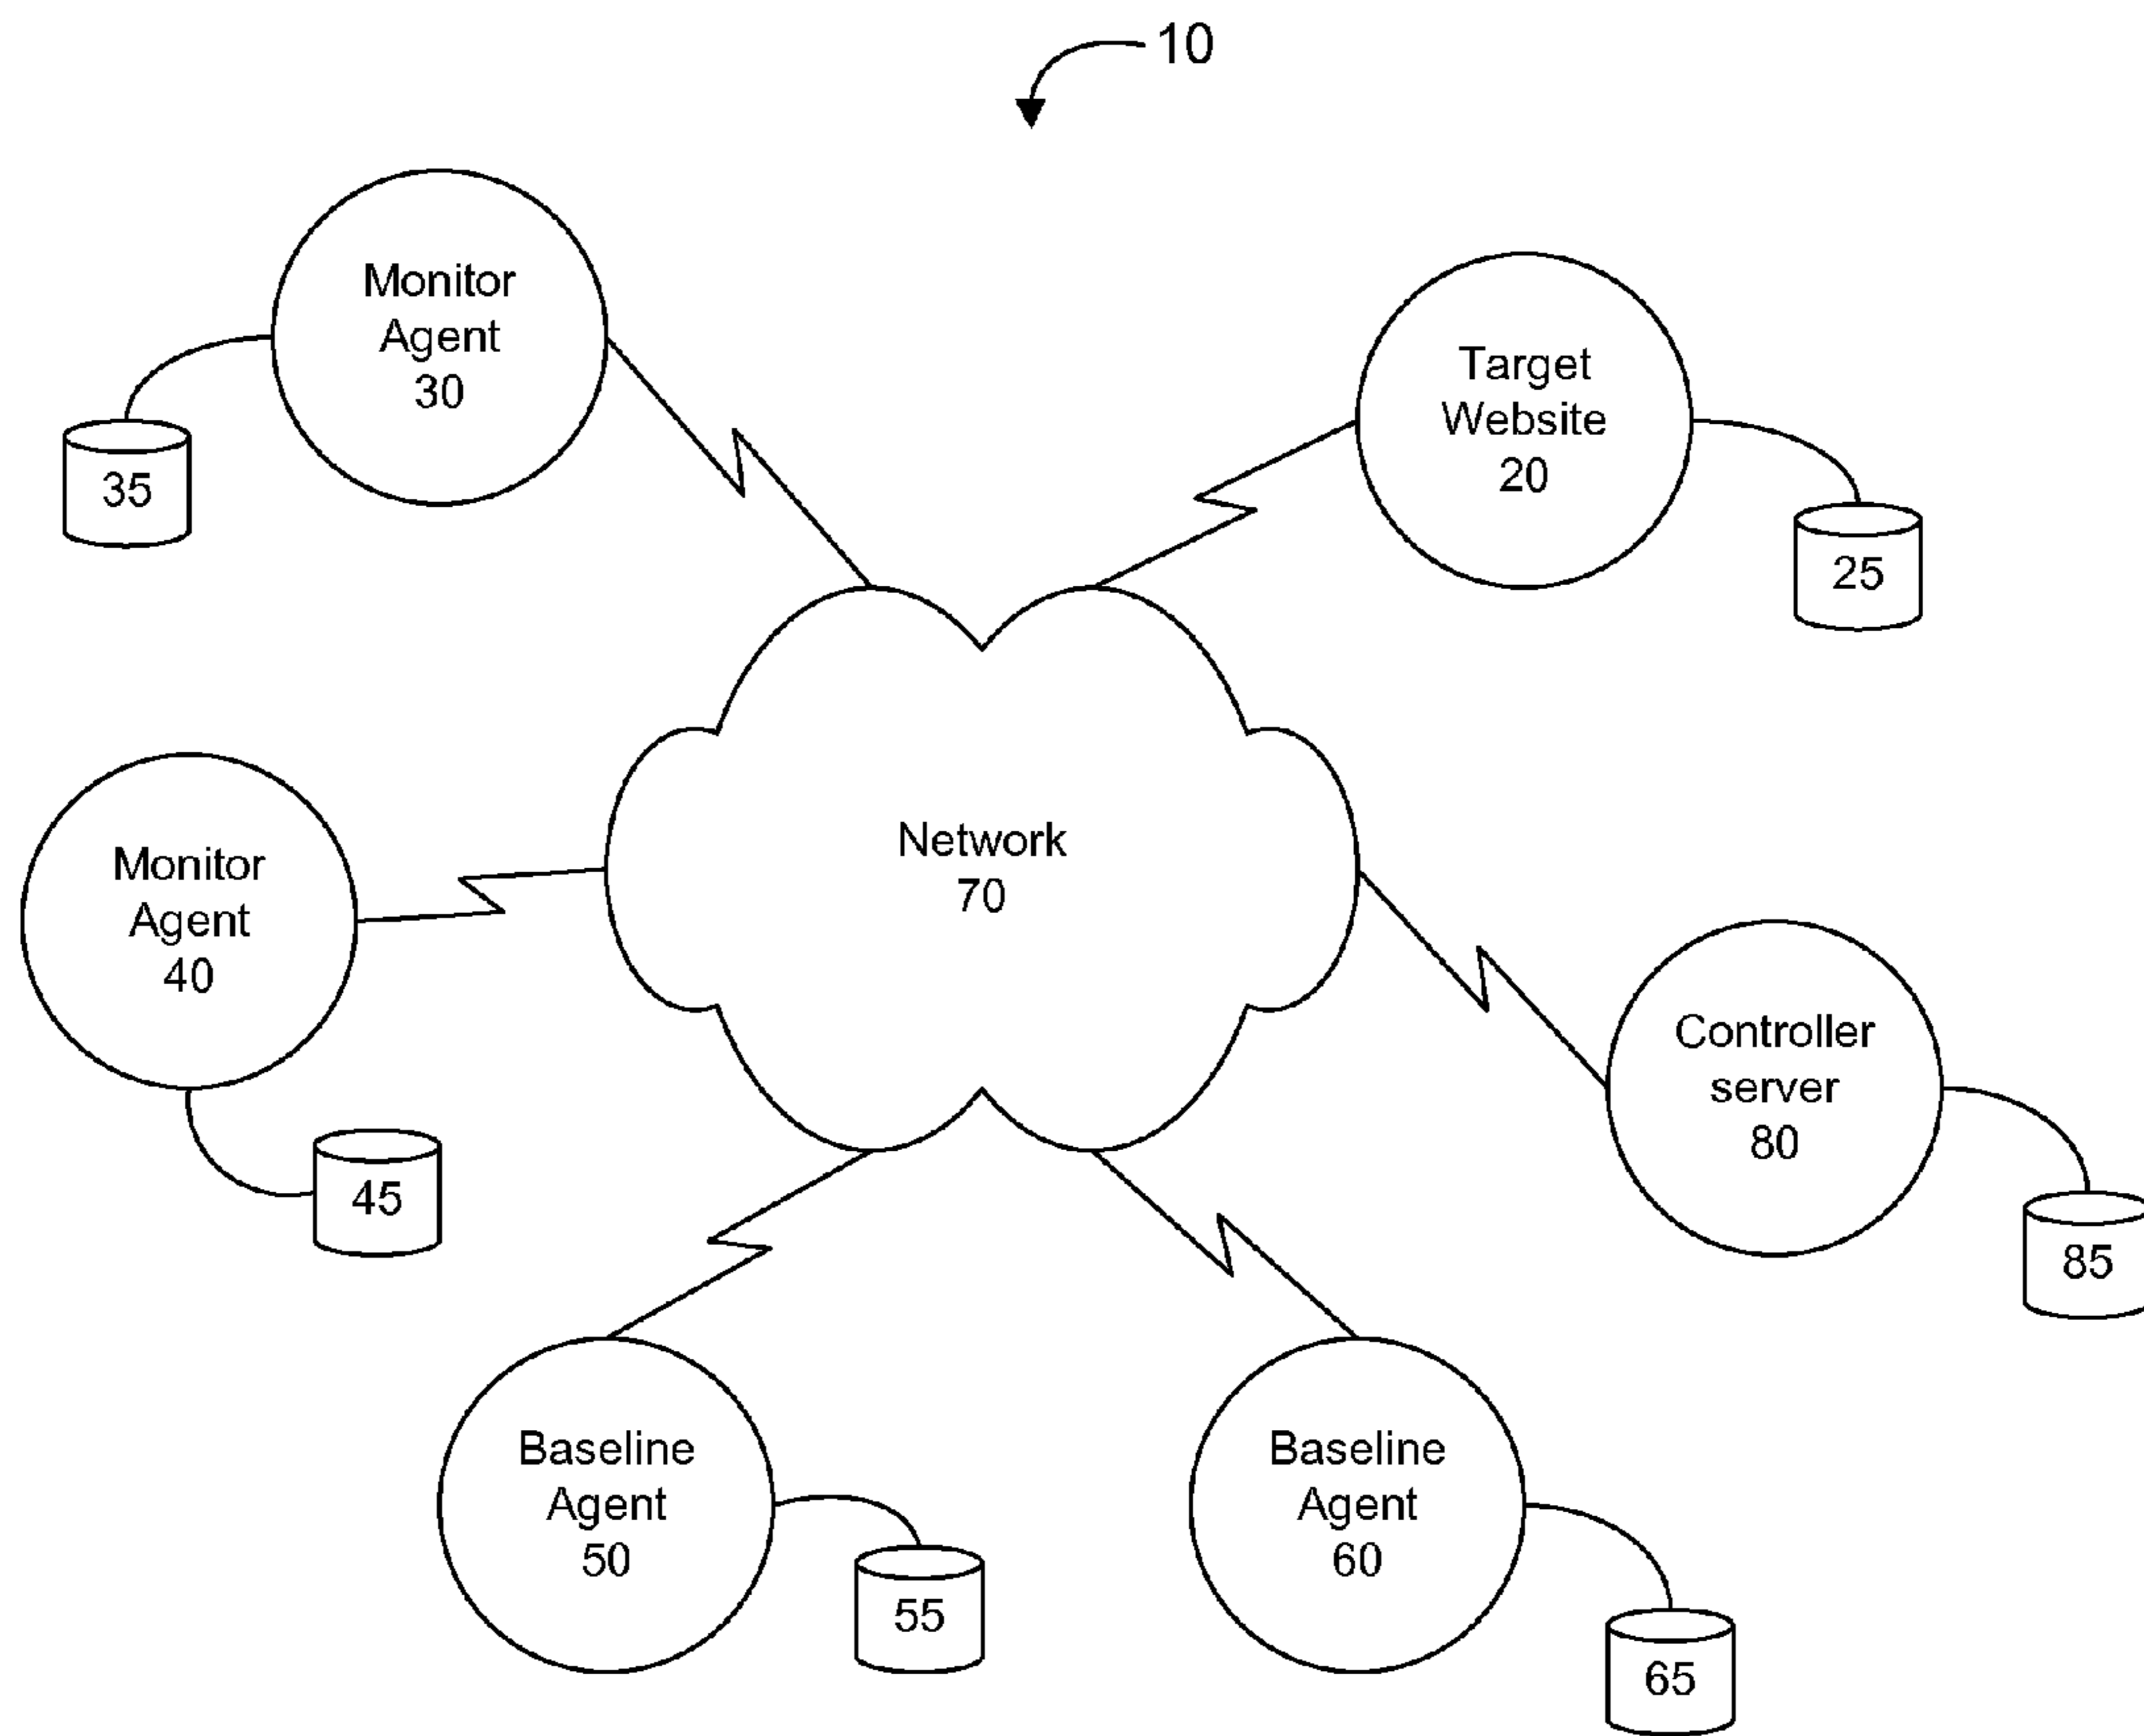 10
Monitor
Agent
30
35
Target
Website
20
25
Network
70
Monitor
Agent
40
45
Controller
server
80
85
Baseline
Agent
50
55
Baseline
Agent
60
65